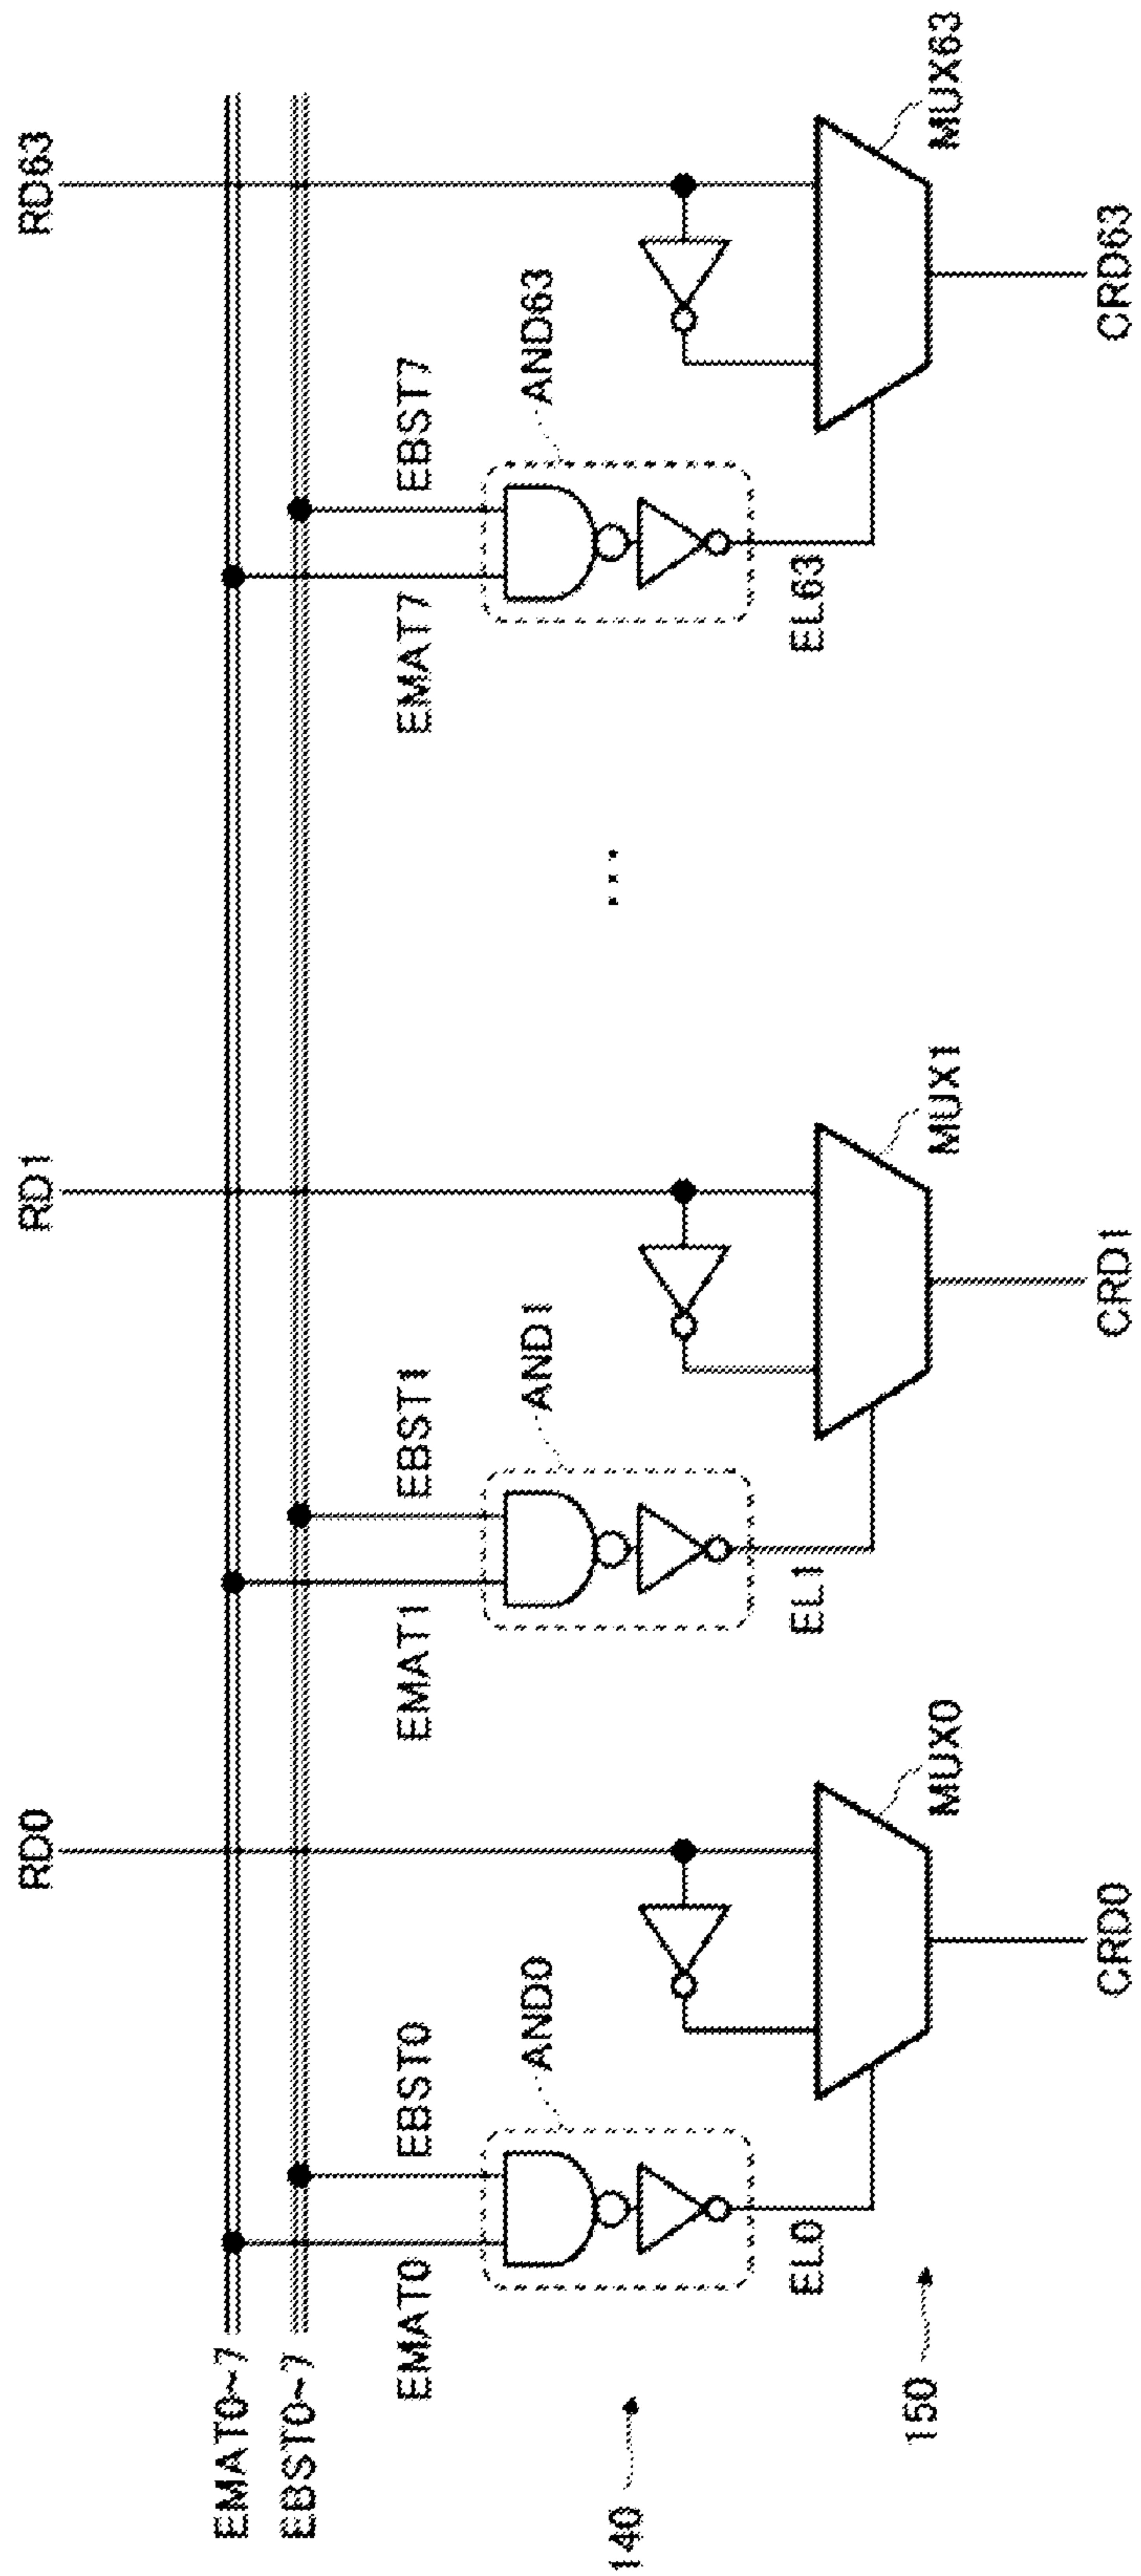 RD0
RD1
RD63
EMAT0~7
EBST0~7
EMAT0
EBST0
EMAT1
EBST1
EMAT7
EBST7
AND0
AND1
...
AND63
140
EL0
EL1
EL63
150
MUX0
MUX1
MUX63
CRD0
CRD1
CRD63